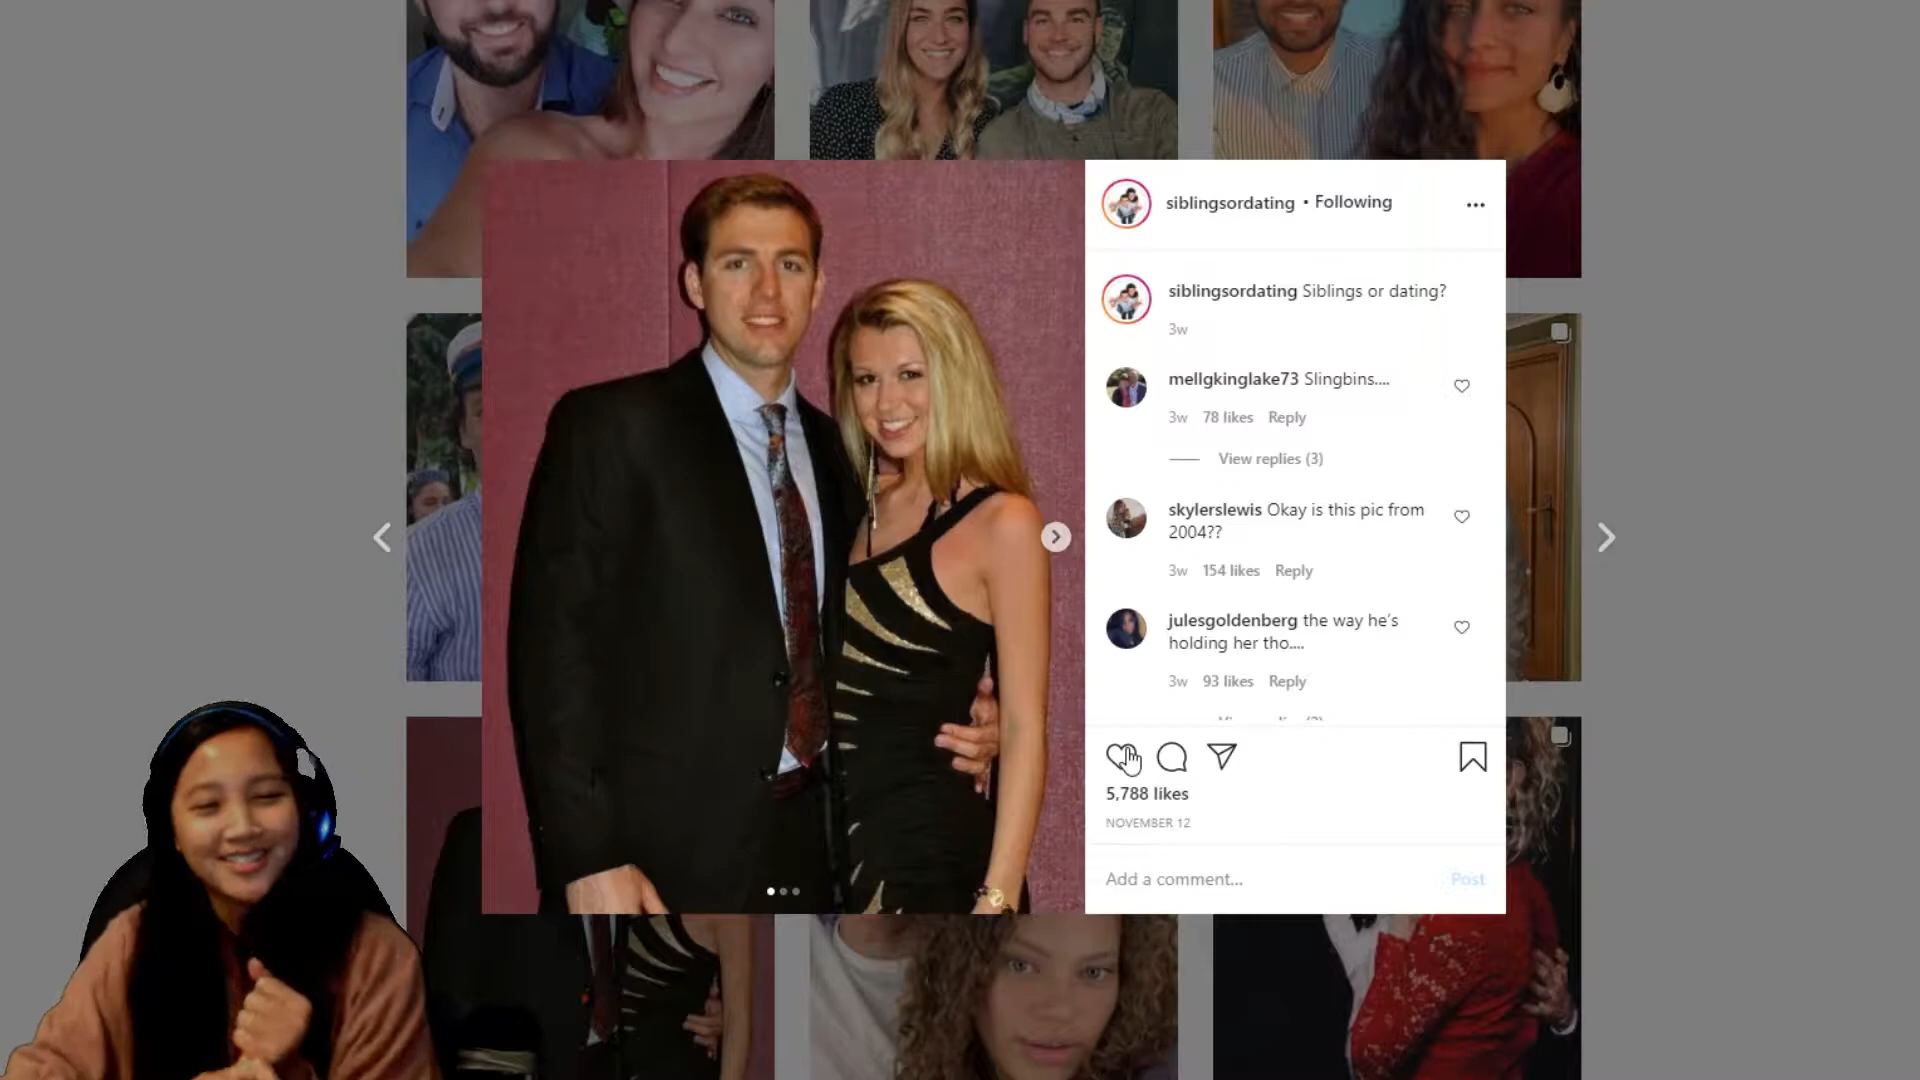 siblingsordating • Following
siblingsordating Siblings or dating?
3w
mellgkinglake73 Slingbins....
3w 78 likes Reply
View replies (3)
skylerslewis Okay is this pic from
2004??
3w 154 likes Reply
julesgoldenberg the way he's
holding her tho....
3w 93 likes Reply
5,788 likes
NOVEMBER 12
Add a comment... Post